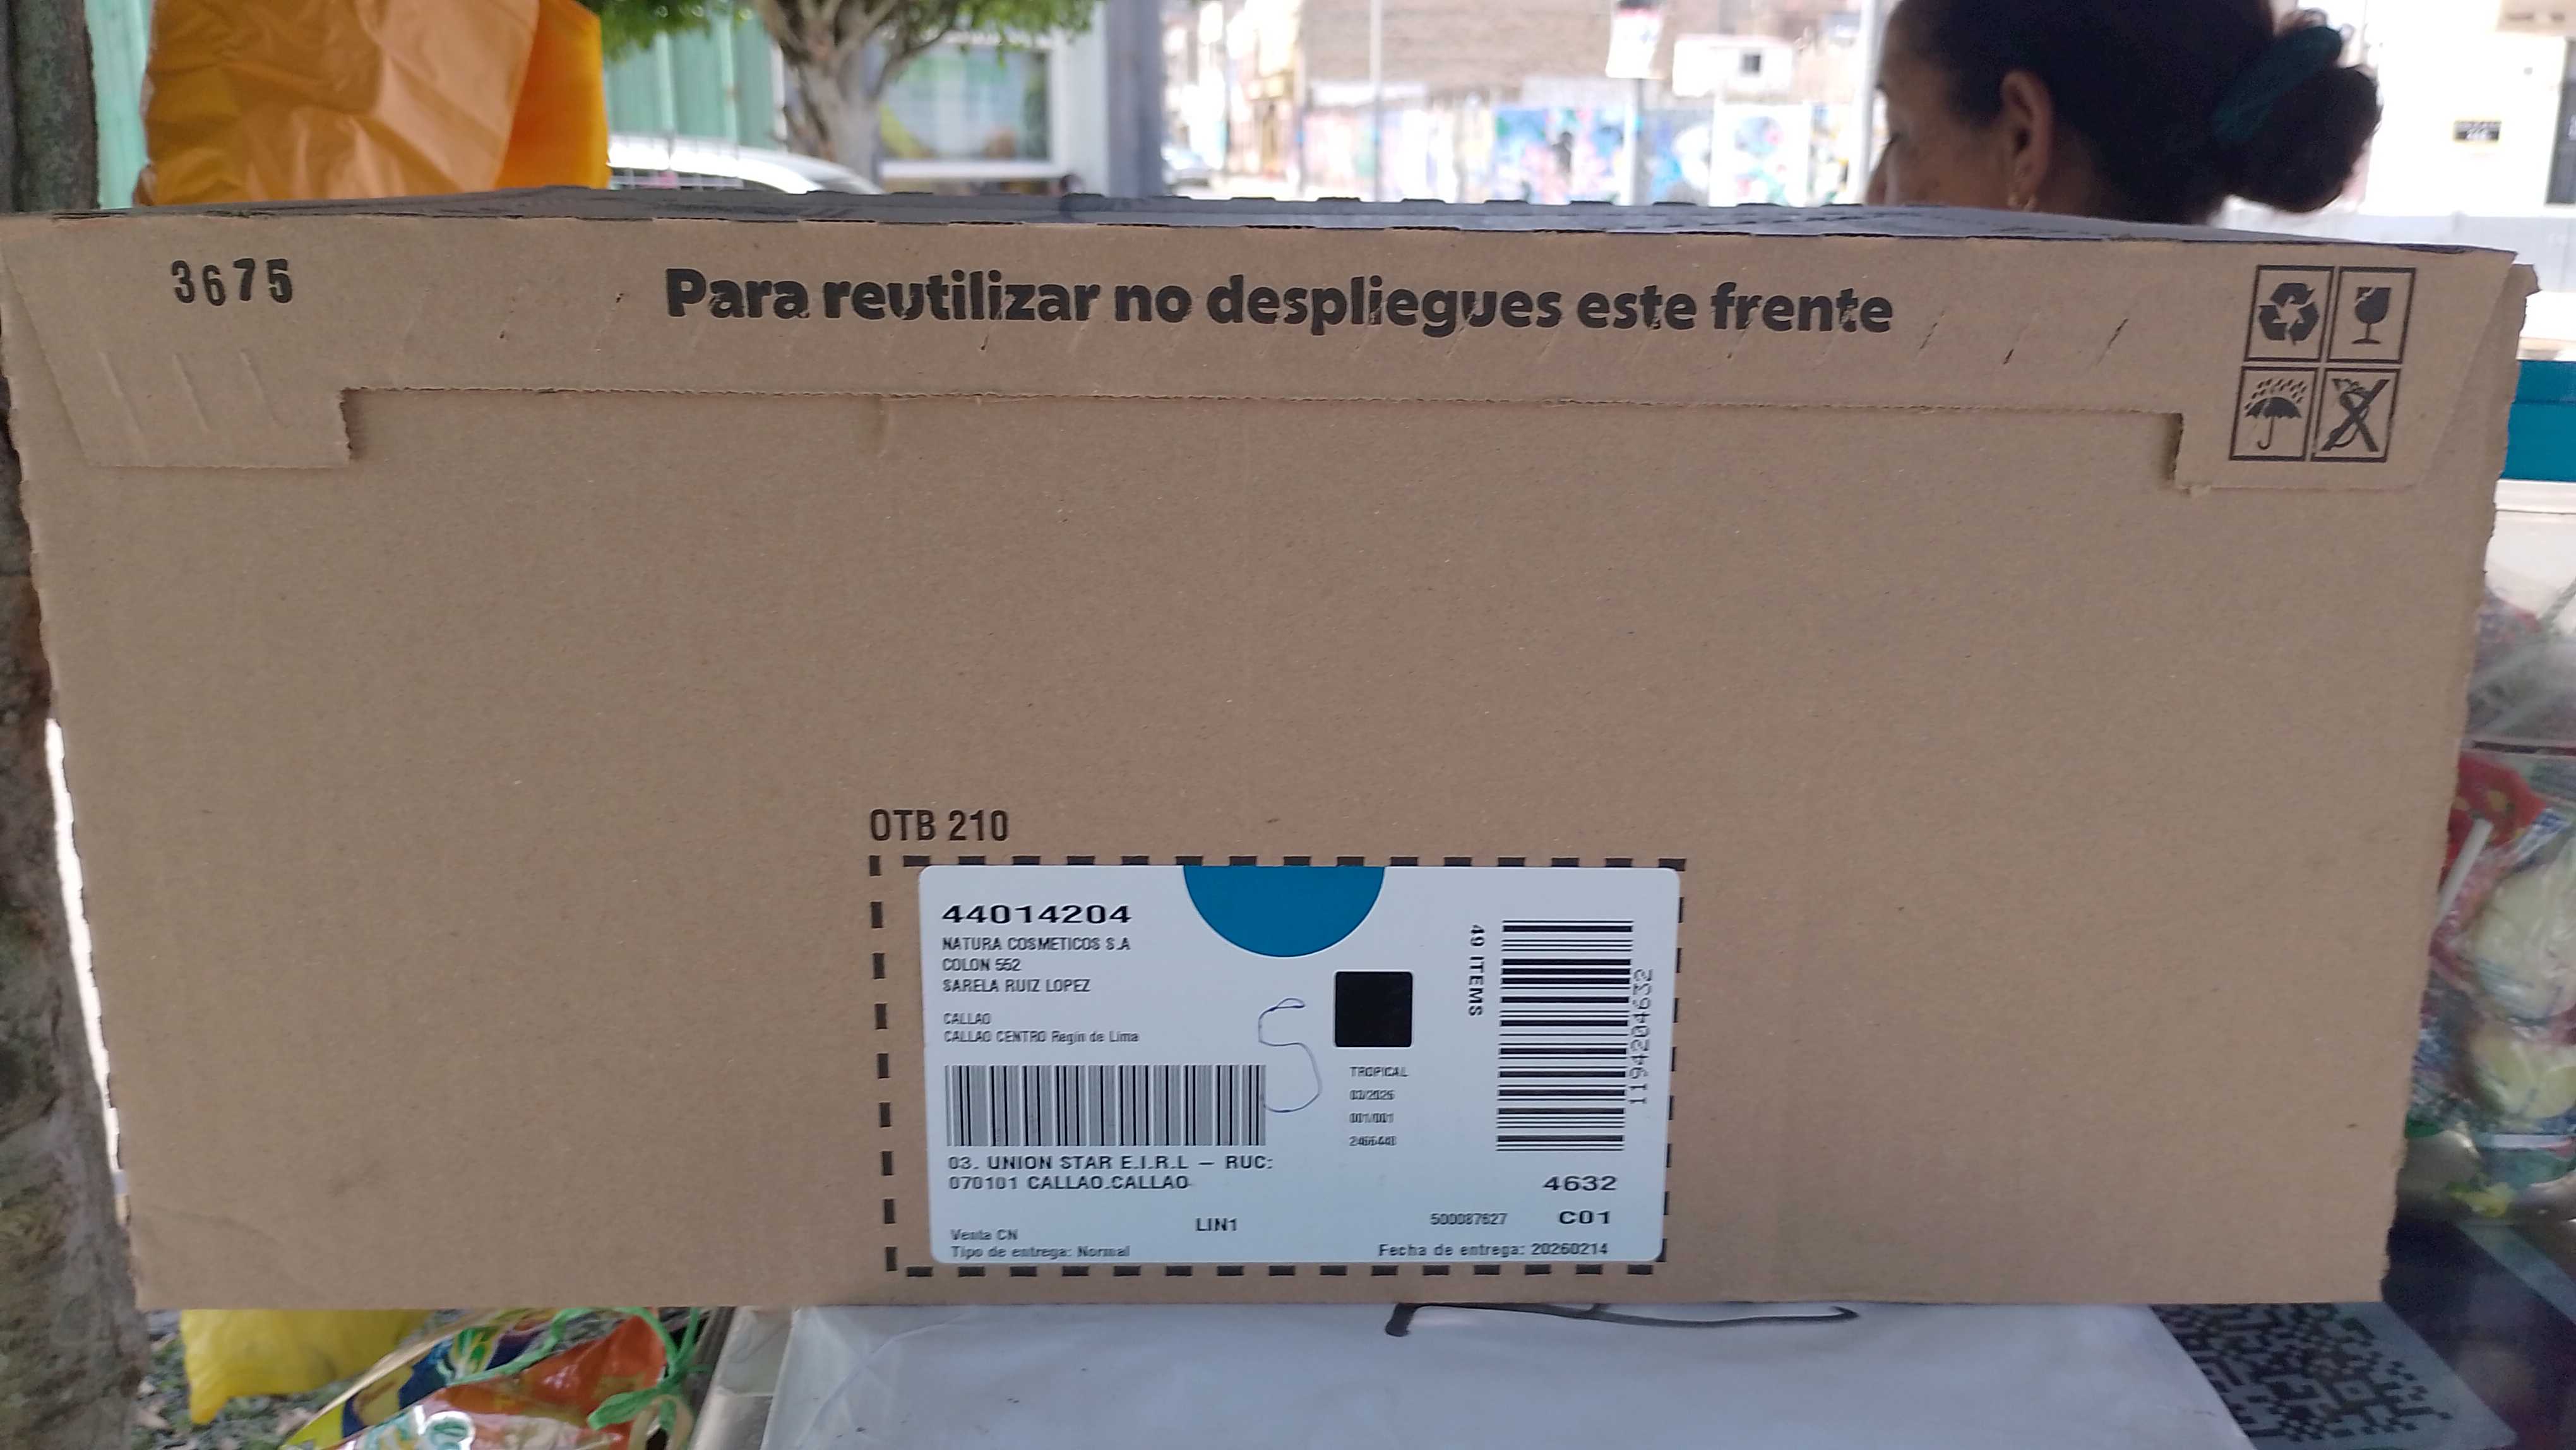 3675
Para reutilizar no despliegues este frente
OTB 210
44014204
NATURA COSMETICOS S.A
COLON 552
SARELA RUIZ LOPEZ
CALLAO
CALLAO CENTRO Regin de Lima
S
49 ITEMS
1194204632
TROPICAL
03/2026
001/001
03. UNION STAR E.I.R.L – RUC:
070101 CALLAO.CALLAO
4632
LIN1
500087627
C01
Venta CN
Tipo de entrega: Normal
Fecha de entrega: 20260214